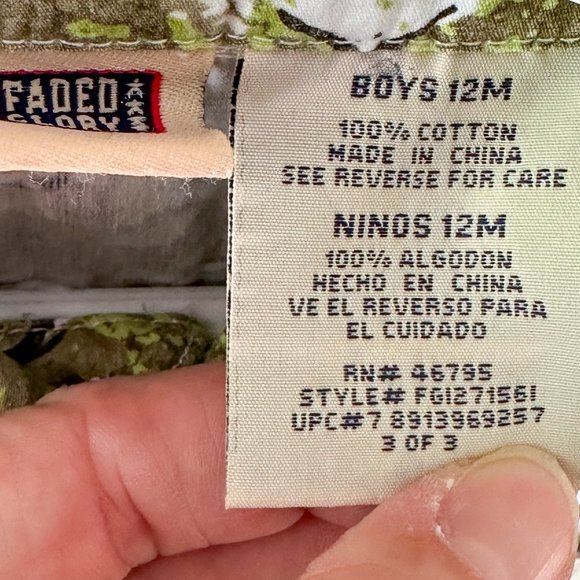 FADED
GLORY
BOYS 12M
100% COTTON
MADE IN CHINA
SEE REVERSE FOR CARE
NINOS 12M
100% ALGODON
HECHO EN CHINA
VE EL REVERSO PARA
EL CUIDADO
RN# 46795
STYLE# FG1271561
UPC#7 8913969257
3 OF 3